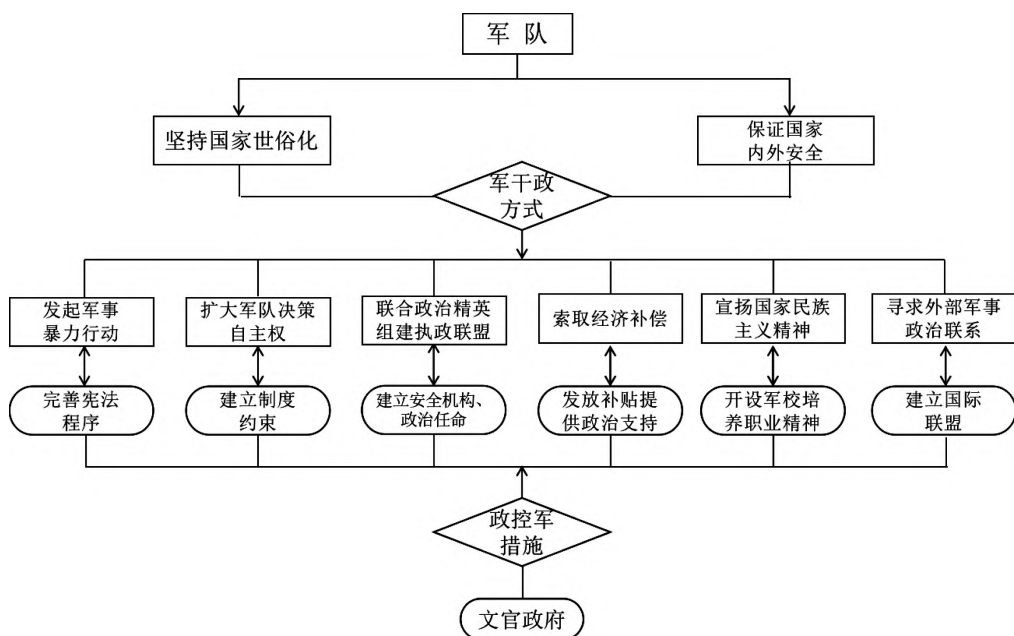 军 队
坚持国家世俗化
保证国家
内外安全
军干政
方式
发起军事
暴力行动
扩大军队决策
自主权
联合政治精英
组建执政联盟
索取经济补偿
宣扬国家民族
主义精神
寻求外部军事
政治联系
完善宪法
程序
建立制度
约束
建立安全机构、
政治任命
发放补贴提
供政治支持
开设军校培
养职业精神
建立国际
联盟
政控军
措施
文官政府